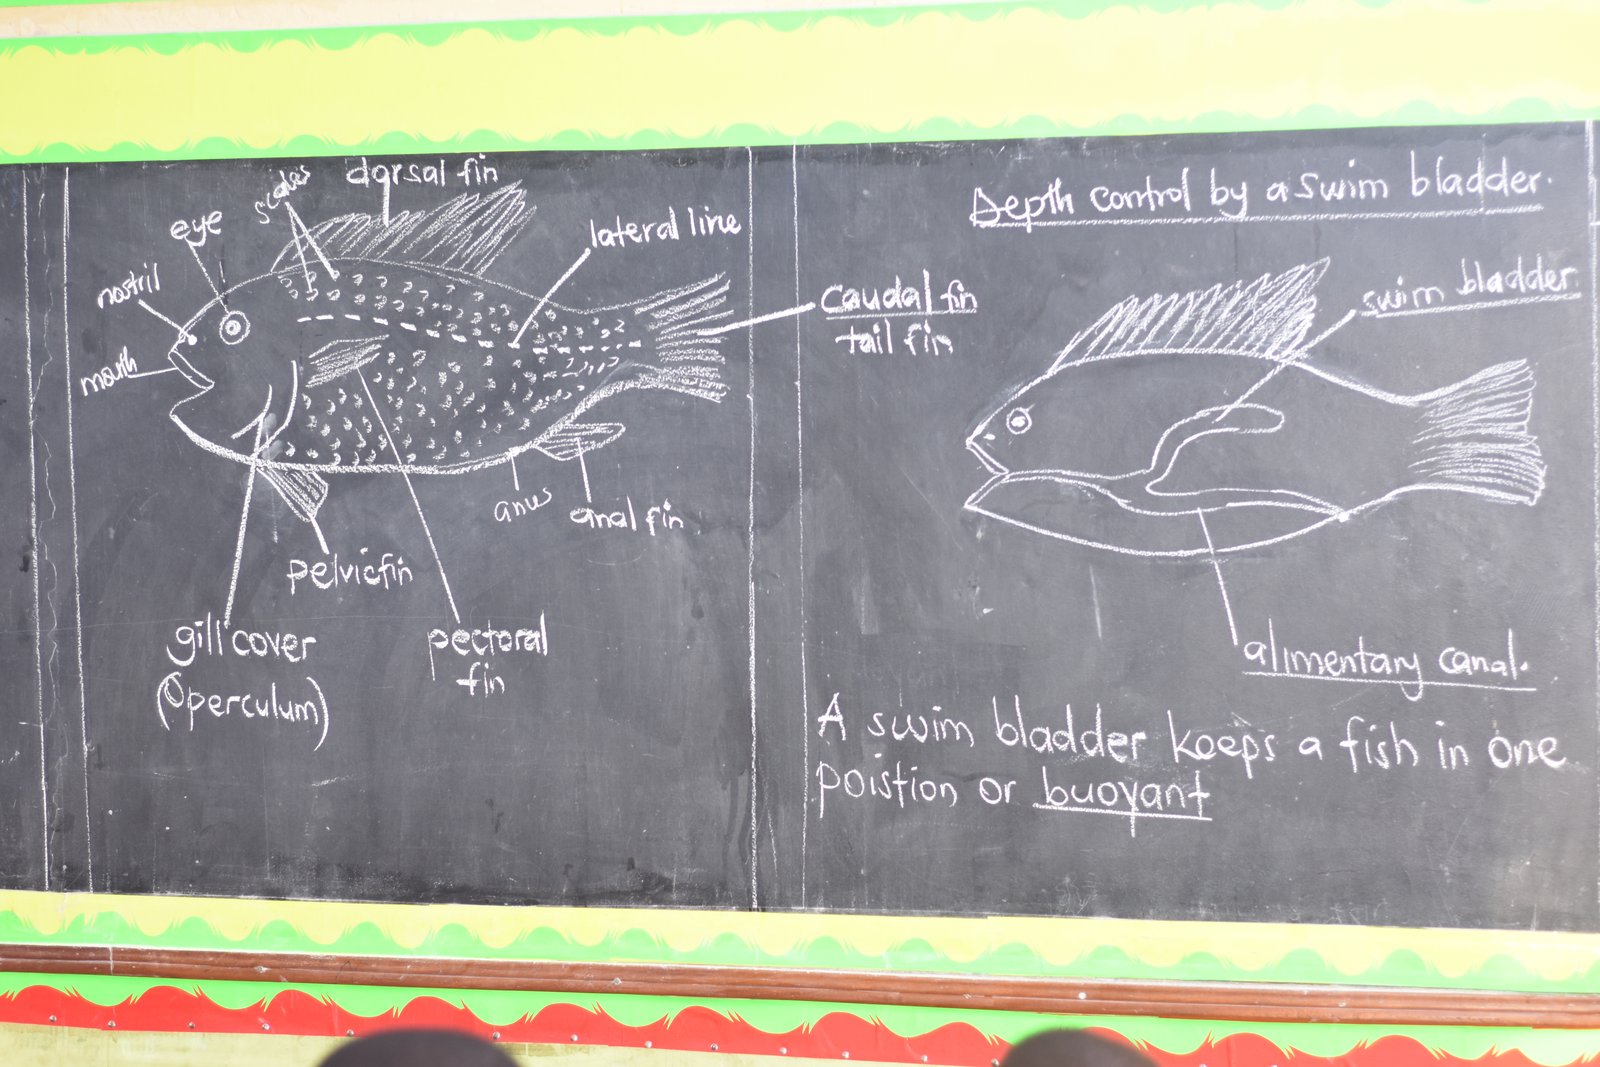 scales
dorsal fin
eye
lateral line
nostril
mouth
caudal fin
tail fin
anus
anal fin
pelvic fin
gill cover
(Operculum)
pectoral
fin
Depth control by a swim bladder.
swim bladder.
alimentary canal.
A swim bladder keeps a fish in one
poistion or buoyant